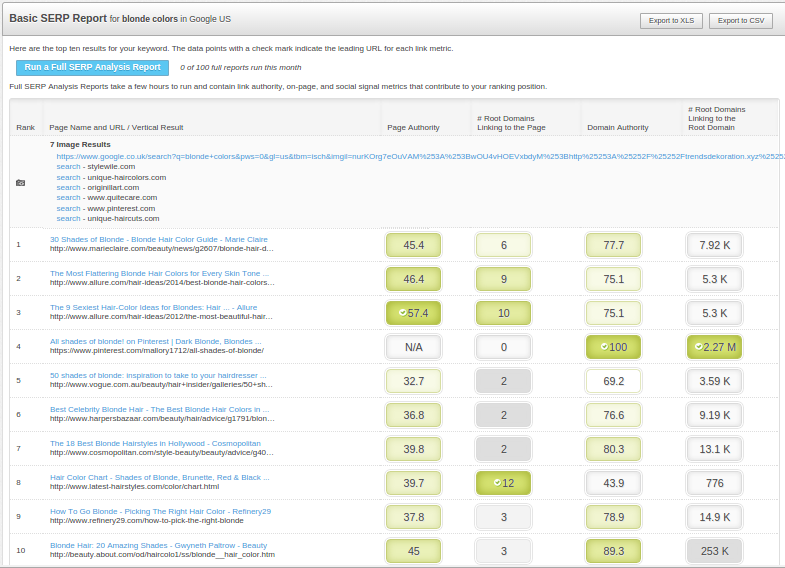 Basic SERP Report for blonde colors in Google US
Export to XLS
Export to CSV
Here are the top ten results for your keyword. The data points with a check mark indicate the leading URL for each link metric.
Run a Full SERP Analysis Report
0 of 100 full reports run this month
Full SERP Analysis Reports take a few hours to run and contain link authority, on-page, and social signal metrics that contribute to your ranking position.
Rank
Page Name and URL / Vertical Result
Page Authority
# Root Domains
Linking to the Page
Domain Authority
# Root Domains
Linking to the
Root Domain
7 Image Results
https://www.google.co.uk/search?q=blonde+colors&pws=0&gl=us&tbm=isch&imgil=nurKOrg7eOuVAM%253A%253BwOU4vHOEVxbdyM%253Bhttp%25253A%25252F%25252Ftrendsdekoration.xyz%25252
search - stylewile.com
search - unique-haircolors.com
search - originillart.com
search - www.quitecare.com
search - www.pinterest.com
search - unique-haircuts.com
1
30 Shades of Blonde - Blonde Hair Color Guide - Marie Claire
http://www.marieclaire.com/beauty/news/g2607/blonde-hair-d...
45.4
6
77.7
7.92 K
2
The Most Flattering Blonde Hair Colors for Every Skin Tone ...
http://www.allure.com/hair-ideas/2014/best-blonde-hair-colors...
46.4
9
75.1
5.3 K
3
The 9 Sexiest Hair-Color Ideas for Blondes: Hair ... - Allure
http://www.allure.com/hair-ideas/2012/the-most-beautiful-hair...
57.4
10
75.1
5.3 K
4
All shades of blonde! on Pinterest | Dark Blonde, Blondes ...
https://www.pinterest.com/mallory1712/all-shades-of-blonde/
N/A
0
100
2.27 M
5
50 shades of blonde: inspiration to take to your hairdresser ...
http://www.vogue.com.au/beauty/hair+insider/galleries/50+sh...
32.7
2
69.2
3.59 K
6
Best Celebrity Blonde Hair - The Best Blonde Hair Colors in ...
http://www.harpersbazaar.com/beauty/hair/advice/g1791/blon...
36.8
2
76.6
9.19 K
7
The 18 Best Blonde Hairstyles in Hollywood - Cosmopolitan
http://www.cosmopolitan.com/style-beauty/beauty/advice/g40...
39.8
2
80.3
13.1 K
8
Hair Color Chart - Shades of Blonde, Brunette, Red & Black ...
http://www.latest-hairstyles.com/color/chart.html
39.7
12
43.9
776
9
How To Go Blonde - Picking The Right Hair Color - Refinery29
http://www.refinery29.com/how-to-pick-the-right-blonde
37.8
3
78.9
14.9 K
10
Blonde Hair: 20 Amazing Shades - Gwyneth Paltrow - Beauty
http://beauty.about.com/od/haircolo1/ss/blonde__hair_color.htm
45
3
89.3
253 K